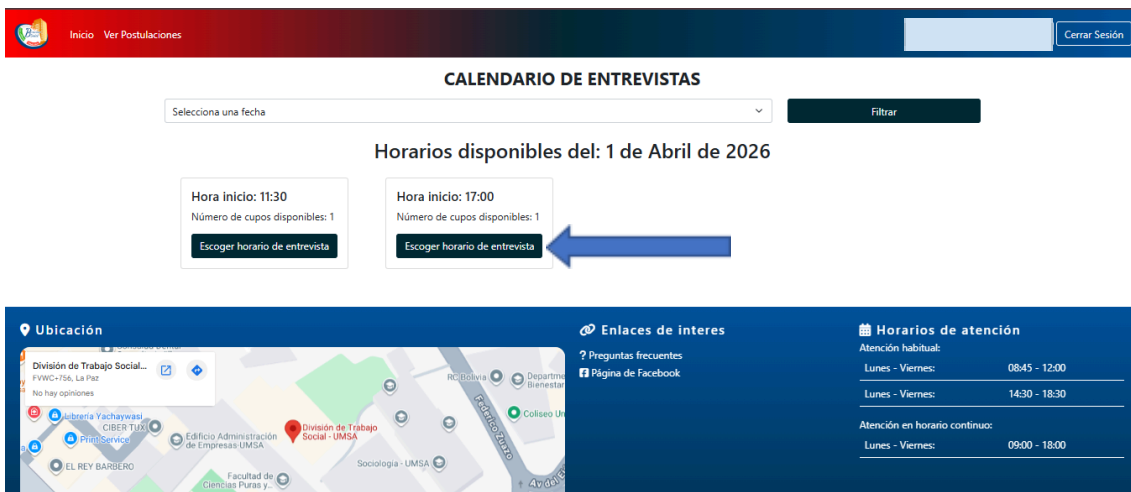 Inicio Ver Postulaciones
Cerrar Sesión
CALENDARIO DE ENTREVISTAS
Selecciona una fecha
Filtrar
Horarios disponibles del: 1 de Abril de 2026
Hora inicio: 11:30
Número de cupos disponibles: 1
Escoger horario de entrevista
Hora inicio: 17:00
Número de cupos disponibles: 1
Escoger horario de entrevista
Ubicación
División de Trabajo Social...
FVWC+756, La Paz
No hay opiniones
Librería Yachaywasi
CIBER TUX
Print Service
EL REY BARBERO
Edificio Administración
de Empresas UMSA
División de Trabajo
Social - UMSA
Facultad de
Ciencias Puras y...
Sociologia - UMSA
RC Bolivia
Federico Zuazo
Coliseo
Enlaces de interes
? Preguntas frecuentes
Página de Facebook
Horarios de atención
Atención habitual:
Lunes - Viernes: 08:45 - 12:00
Lunes - Viernes: 14:30 - 18:30
Atención en horario continuo:
Lunes - Viernes: 09:00 - 18:00